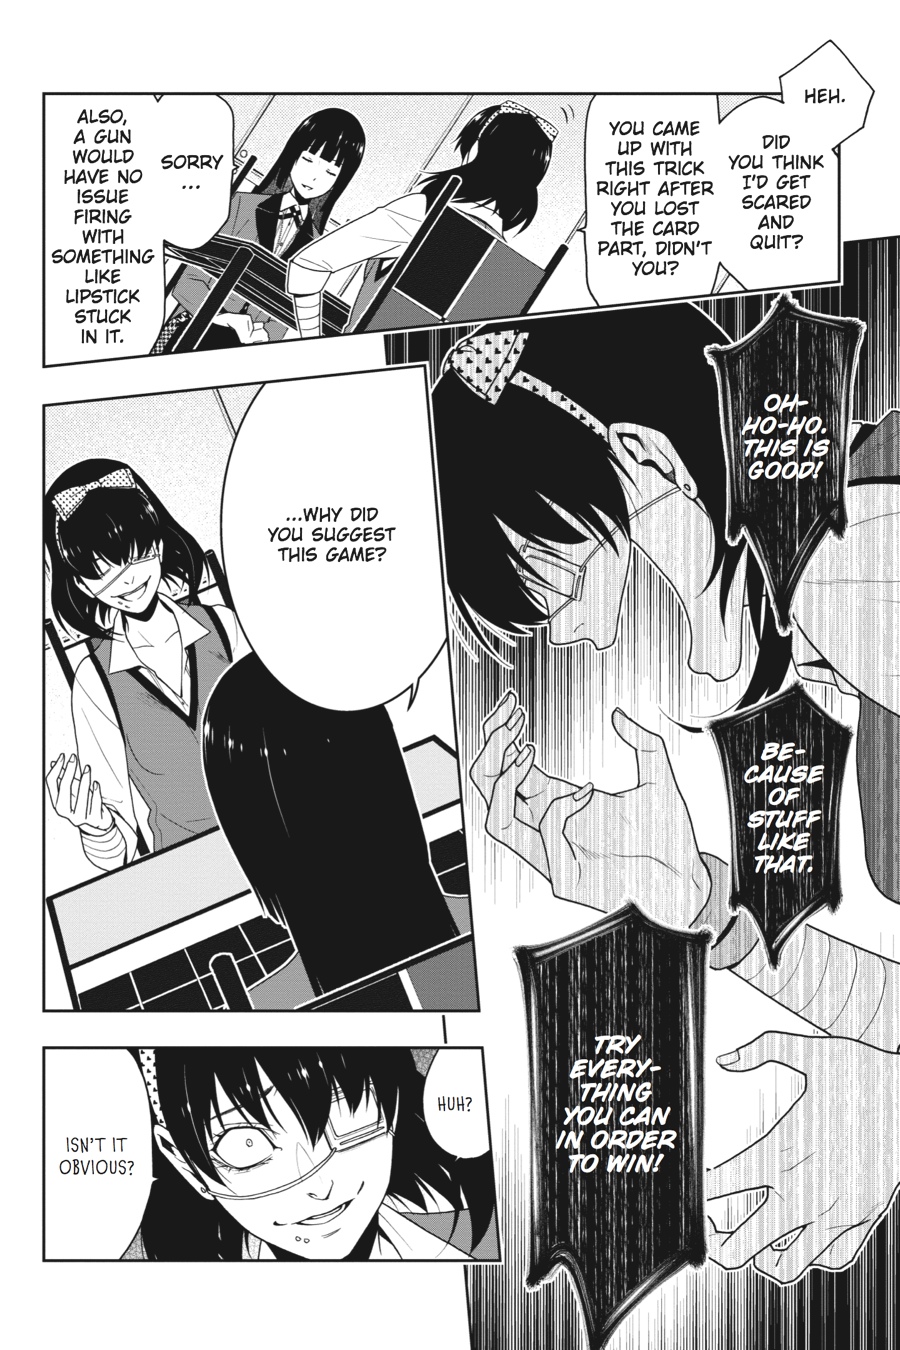 HEH.
DID
YOU THINK
I'D GET
SCARED
AND
QUIT?
YOU CAME
UP WITH
THIS TRICK
RIGHT AFTER
YOU LOST
THE CARD
PART, DIDN'T
YOU?
SORRY
...
ALSO,
A GUN
WOULD
HAVE NO
ISSUE
FIRING
WITH
SOMETHING
LIKE
LIPSTICK
STUCK
IN IT.
OH-
HO-HO.
THIS IS
GOOD!
BE-
CAUSE
OF
STUFF
LIKE
THAT.
TRY
EVERY-
THING
YOU CAN
IN ORDER
TO WIN!
...WHY DID
YOU SUGGEST
THIS GAME?
HUH?
ISN'T IT
OBVIOUS?